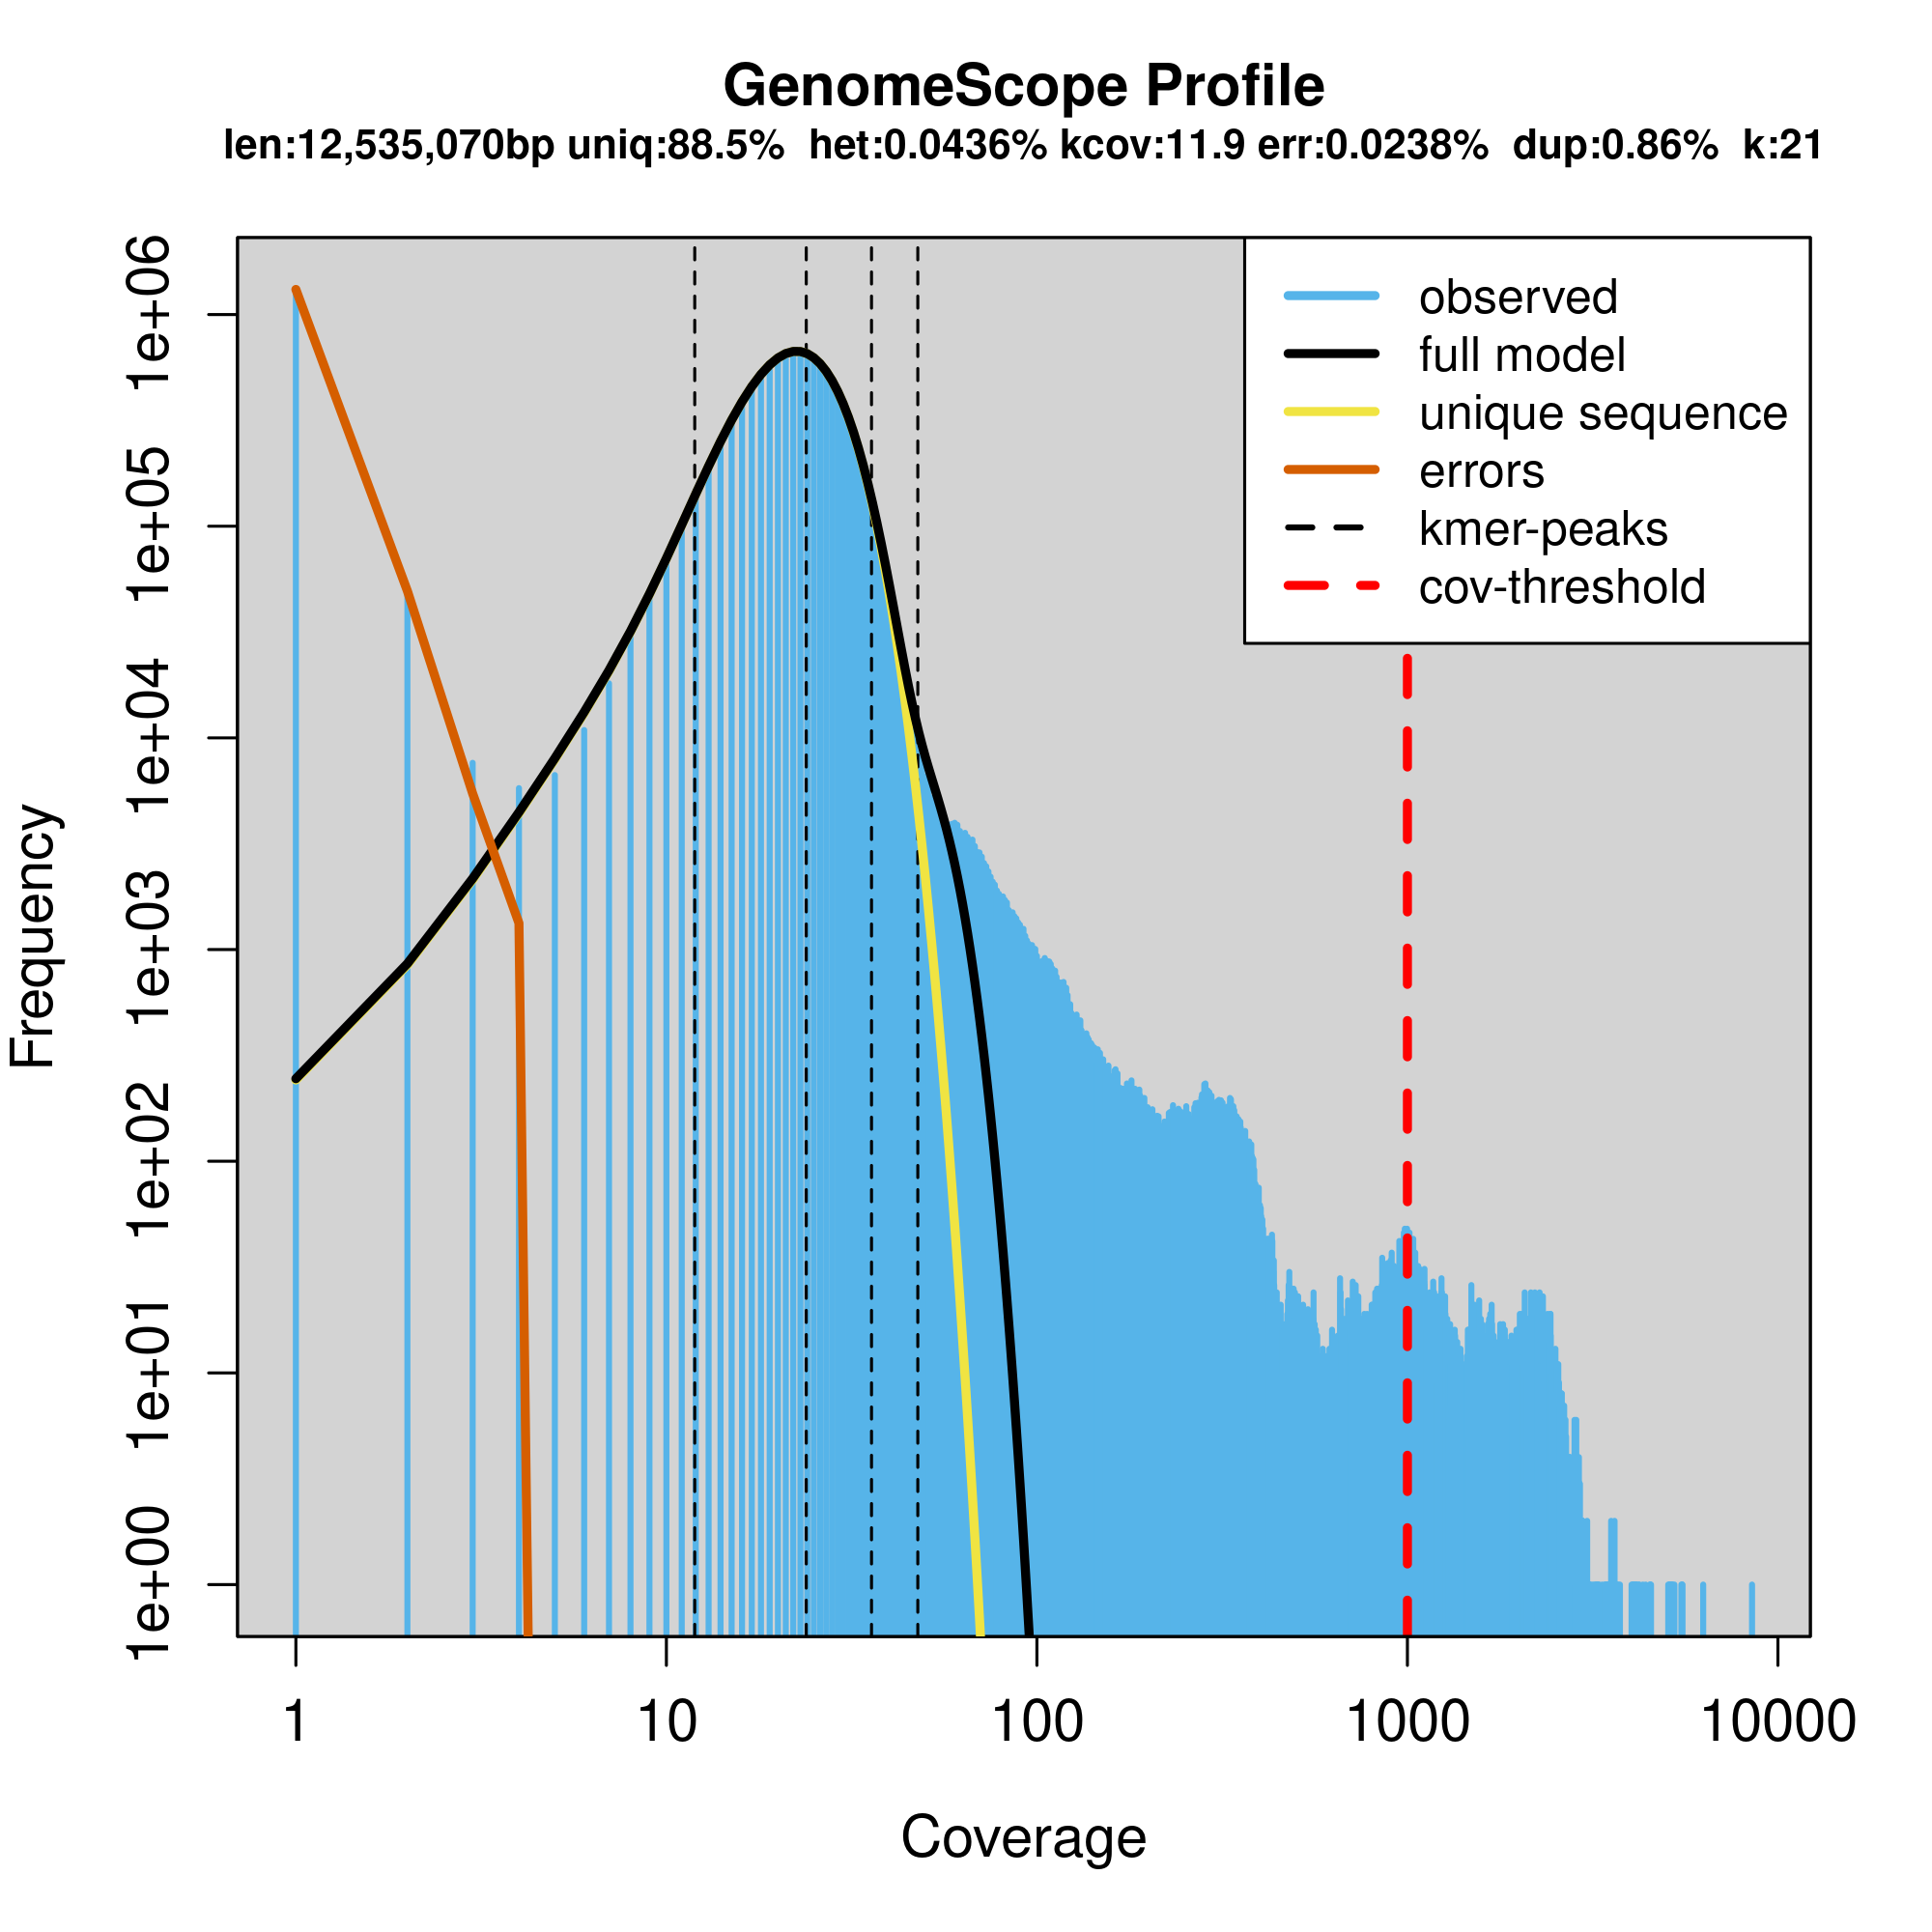 GenomeScope Profile
len:12,535,070bp uniq:88.5% het:0.0436% kcov:11.9 err:0.0238% dup:0.86% k:21
observed
full model
unique sequence
errors
kmer-peaks
cov-threshold
Frequency
1e+06
1e+05
1e+04
1e+03
1e+02
1e+01
1e+00
1
10
100
1000
10000
Coverage